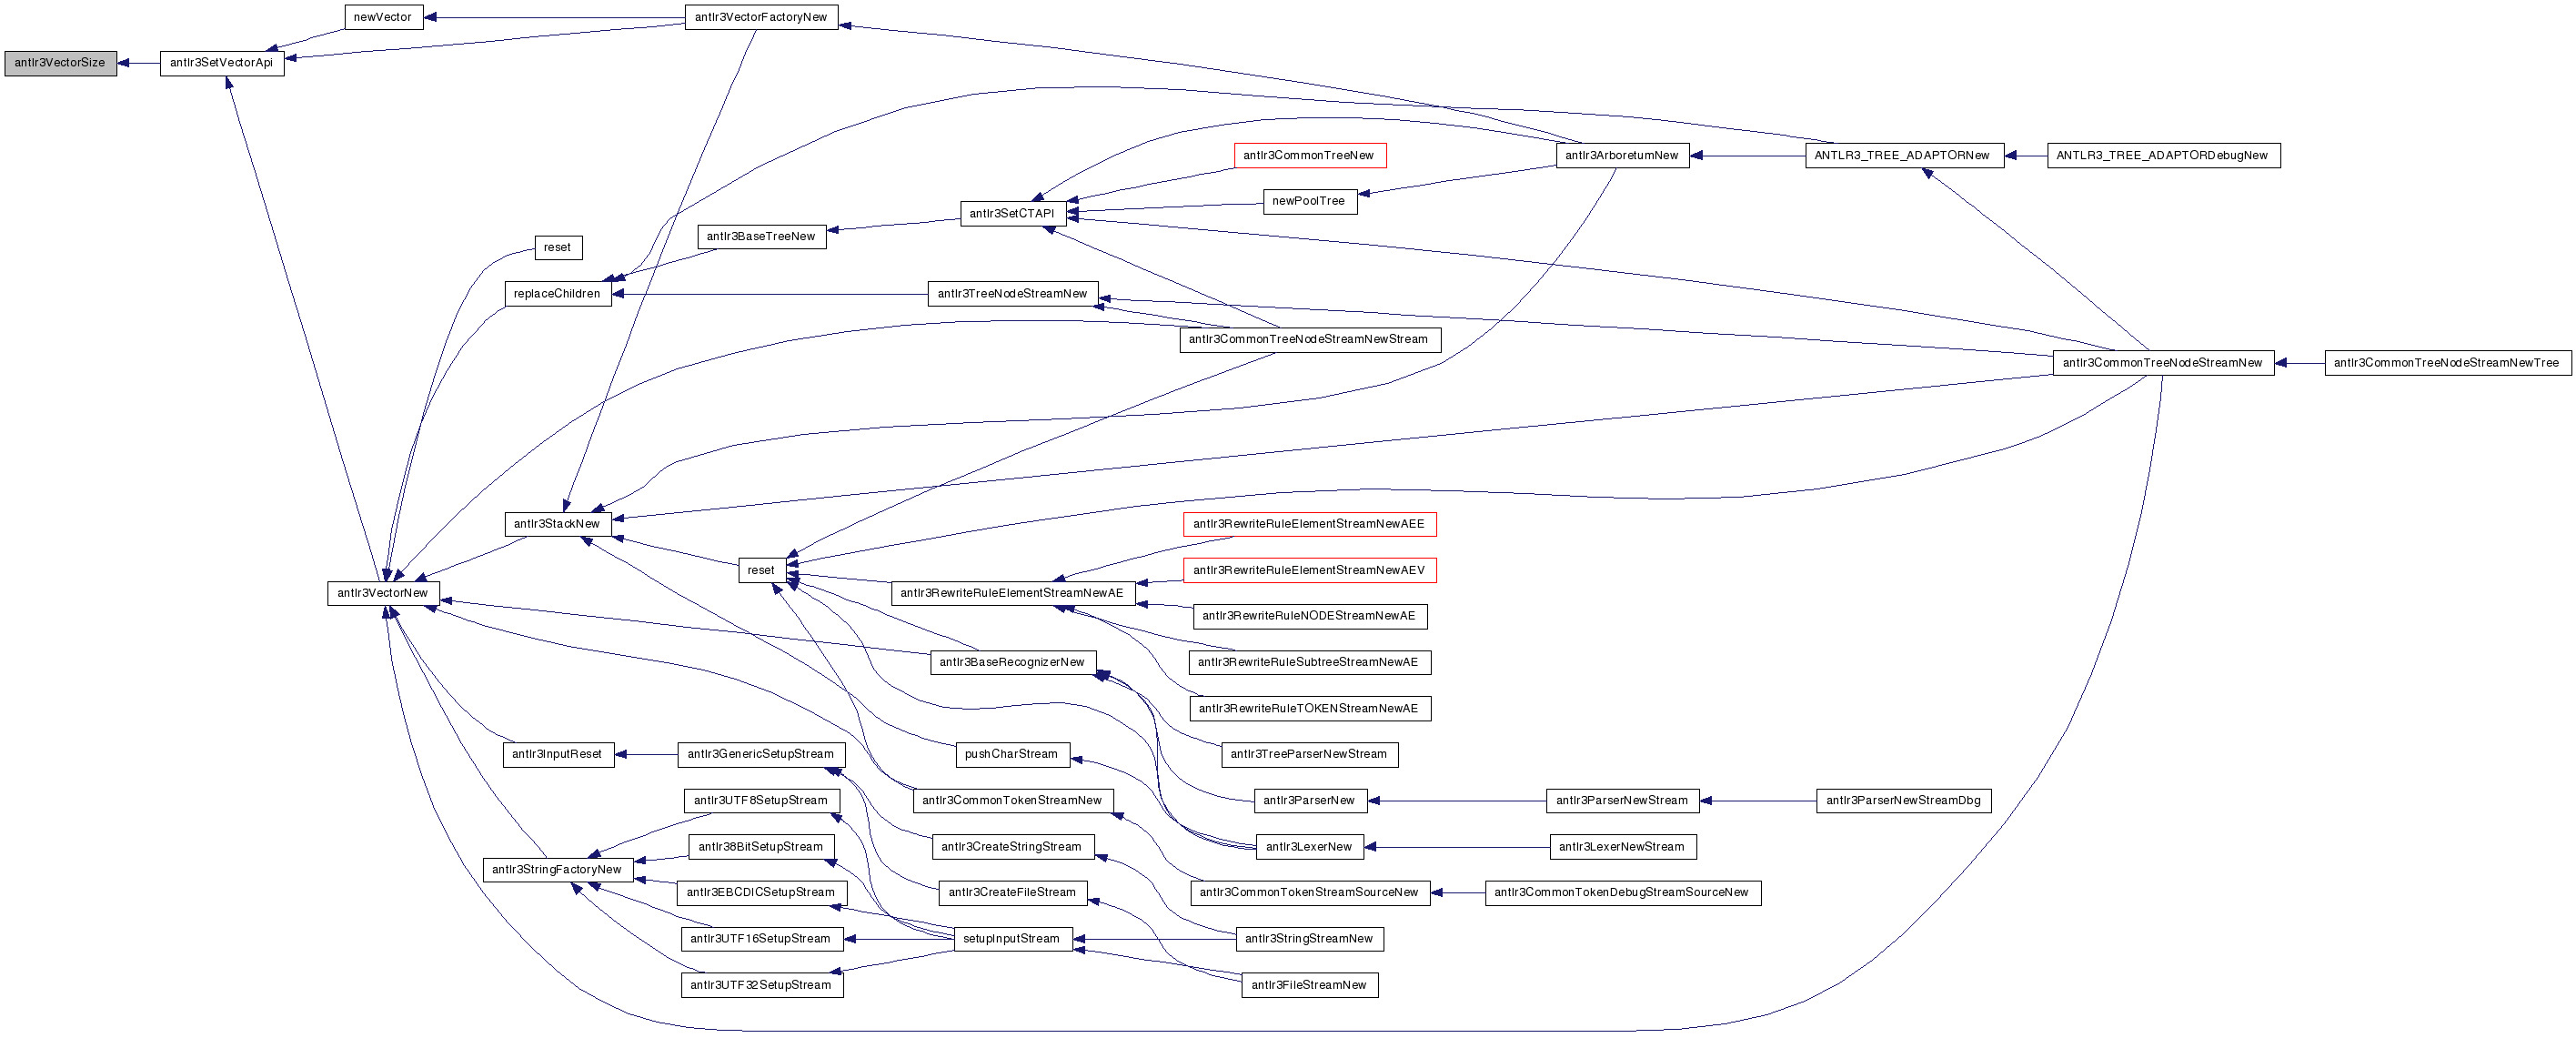 newVector
antlr3VectorFactoryNew
antlr3VectorSize
antlr3SetVectorApi
antlr3CommonTreeNew
antlr3ArboretumNew
ANTLR3_TREE_ADAPTORNew
ANTLR3_TREE_ADAPTORDebugNew
newPoolTree
antlr3SetCTAPI
antlr3BaseTreeNew
reset
replaceChildren
antlr3TreeNodeStreamNew
antlr3CommonTreeNodeStreamNewStream
antlr3CommonTreeNodeStreamNew
antlr3CommonTreeNodeStreamNewTree
antlr3StackNew
antlr3RewriteRuleElementStreamNewAEE
reset
antlr3RewriteRuleElementStreamNewAEV
antlr3VectorNew
antlr3RewriteRuleElementStreamNewAE
antlr3RewriteRuleNODEStreamNewAE
antlr3BaseRecognizerNew
antlr3RewriteRuleSubtreeStreamNewAE
antlr3RewriteRuleTOKENStreamNewAE
antlr3InputReset
antlr3GenericSetupStream
pushCharStream
antlr3TreeParserNewStream
antlr3UTF8SetupStream
antlr3CommonTokenStreamNew
antlr3ParserNew
antlr3ParserNewStream
antlr3ParserNewStreamDbg
antlr38BitSetupStream
antlr3CreateStringStream
antlr3LexerNew
antlr3LexerNewStream
antlr3StringFactoryNew
antlr3EBCDICSetupStream
antlr3CreateFileStream
antlr3CommonTokenStreamSourceNew
antlr3CommonTokenDebugStreamSourceNew
antlr3UTF16SetupStream
setupInputStream
antlr3StringStreamNew
antlr3UTF32SetupStream
antlr3FileStreamNew